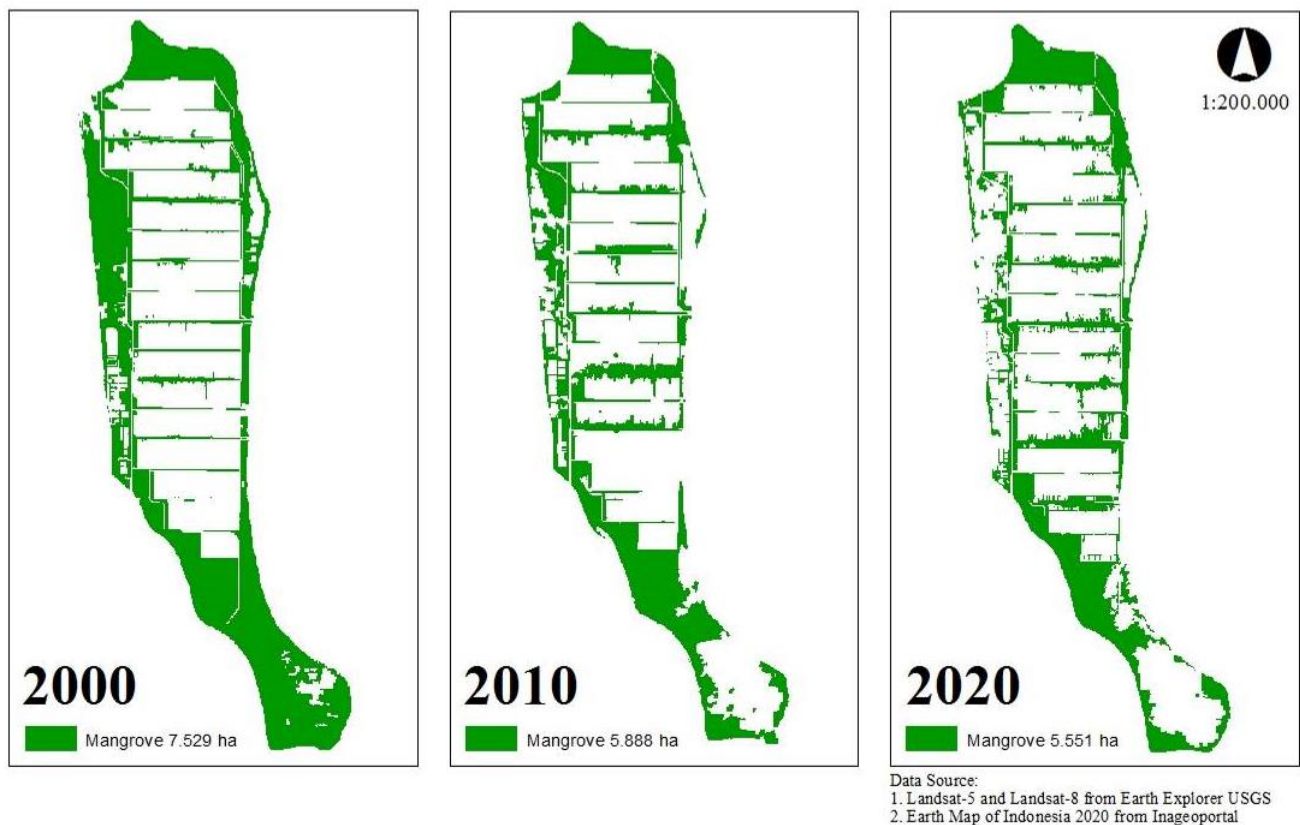 1:200.000
2000
Mangrove 7.529 ha
2010
Mangrove 5.888 ha
2020
Mangrove 5.551 ha
Data Source:
1. Landsat-5 and Landsat-8 from Earth Explorer USGS
2. Earth Map of Indonesia 2020 from Inageoportal